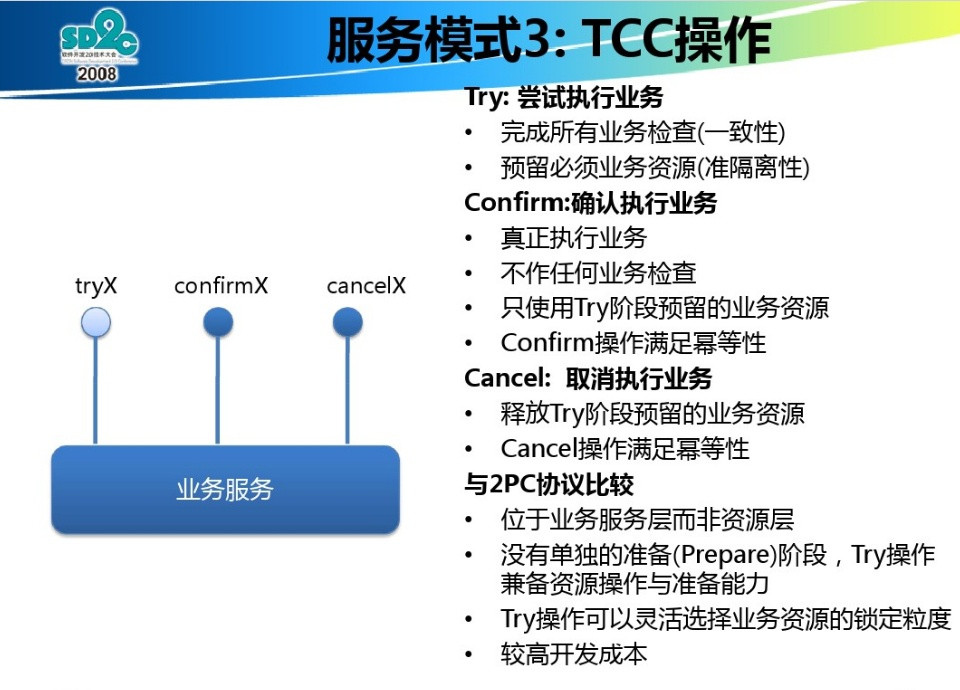 SD2C
2008
服务模式3: TCC操作
Try: 尝试执行业务
• 完成所有业务检查(一致性)
• 预留必须业务资源(准隔离性)
Confirm:确认执行业务
• 真正执行业务
• 不作任何业务检查
• 只使用Try阶段预留的业务资源
• Confirm操作满足幂等性
Cancel: 取消执行业务
• 释放Try阶段预留的业务资源
• Cancel操作满足幂等性
与2PC协议比较
• 位于业务服务层而非资源层
• 没有单独的准备(Prepare)阶段，Try操作
兼备资源操作与准备能力
• Try操作可以灵活选择业务资源的锁定粒度
• 较高开发成本
tryX
confirmX
cancelX
业务服务